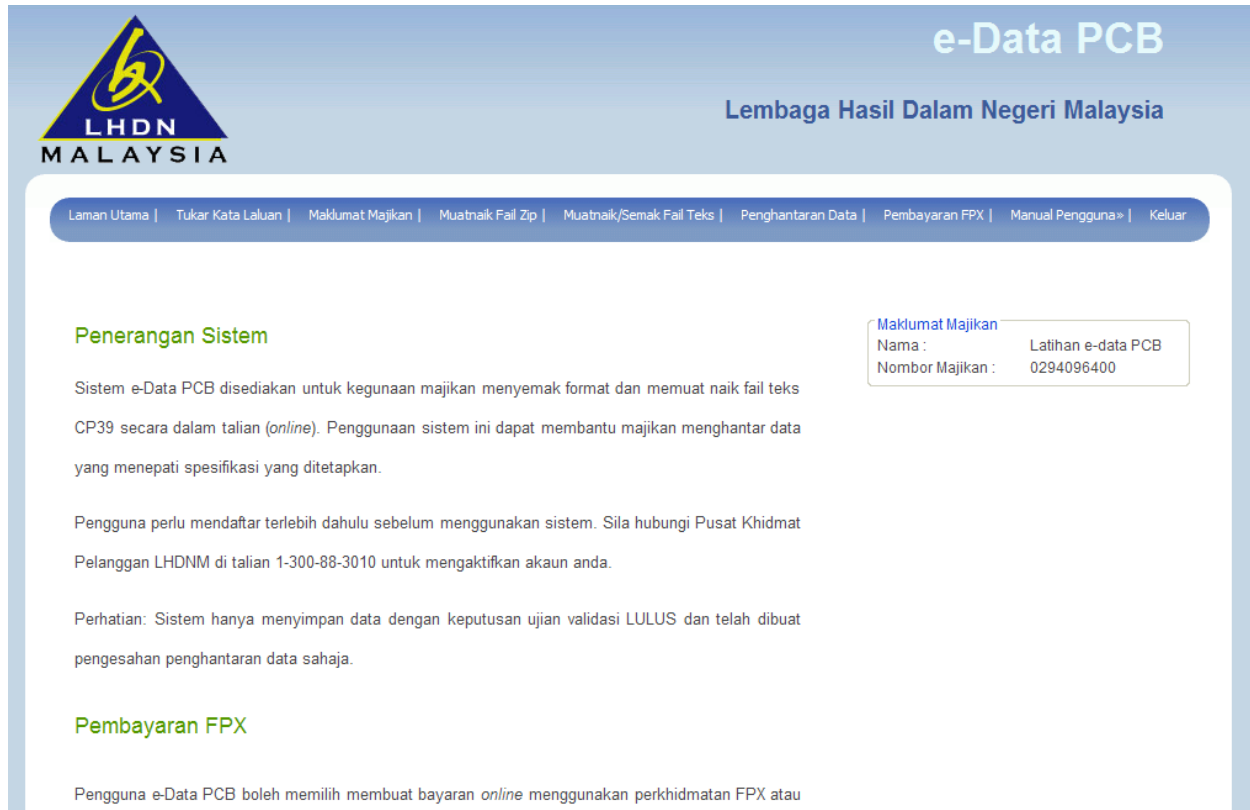 e-Data PCB
Lembaga Hasil Dalam Negeri Malaysia
LHDN
MALAYSIA
Laman Utama | Tukar Kata Laluan | Maklumat Majikan | Muatnaik Fail Zip | Muatnaik/Semak Fail Teks | Penghantaran Data | Pembayaran FPX | Manual Pengguna» | Keluar
Penerangan Sistem
Sistem e-Data PCB disediakan untuk kegunaan majikan menyemak format dan memuat naik fail teks
CP39 secara dalam talian (online). Penggunaan sistem ini dapat membantu majikan menghantar data
yang menepati spesifikasi yang ditetapkan.
Pengguna perlu mendaftar terlebih dahulu sebelum menggunakan sistem. Sila hubungi Pusat Khidmat
Pelanggan LHDNM di talian 1-300-88-3010 untuk mengaktifkan akaun anda.
Perhatian: Sistem hanya menyimpan data dengan keputusan ujian validasi LULUS dan telah dibuat
pengesahan penghantaran data sahaja.
Pembayaran FPX
Pengguna e-Data PCB boleh memilih membuat bayaran online menggunakan perkhidmatan FPX atau
Maklumat Majikan
Nama : Latihan e-data PCB
Nombor Majikan : 0294096400